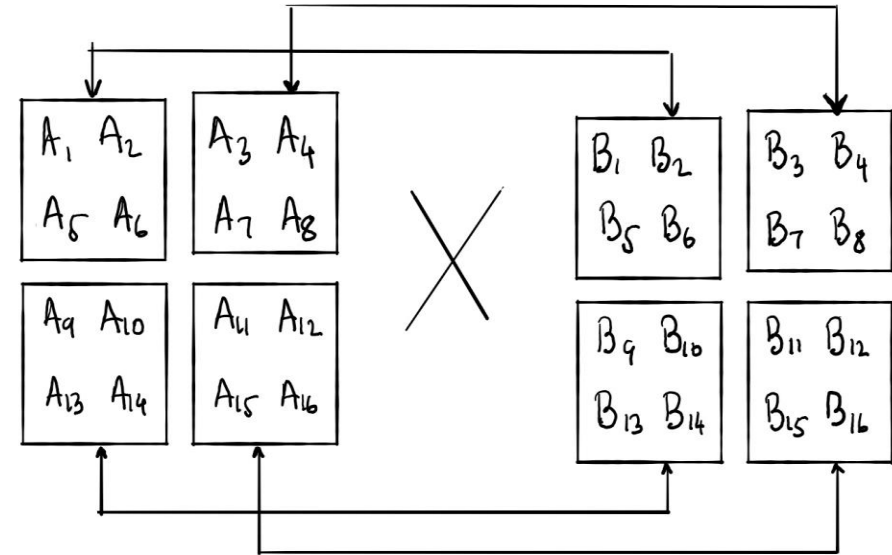 A₁ A₂ A₃ A₄ B₁ B₂ B₃ B₄
A₅ A₆ A₇ A₈ B₅ B₆ B₇ B₈
A₉ A₁₀ A₁₁ A₁₂ B₉ B₁₀ B₁₁ B₁₂
A₁₃ A₁₄ A₁₅ A₁₆ B₁₃ B₁₄ B₁₅ B₁₆